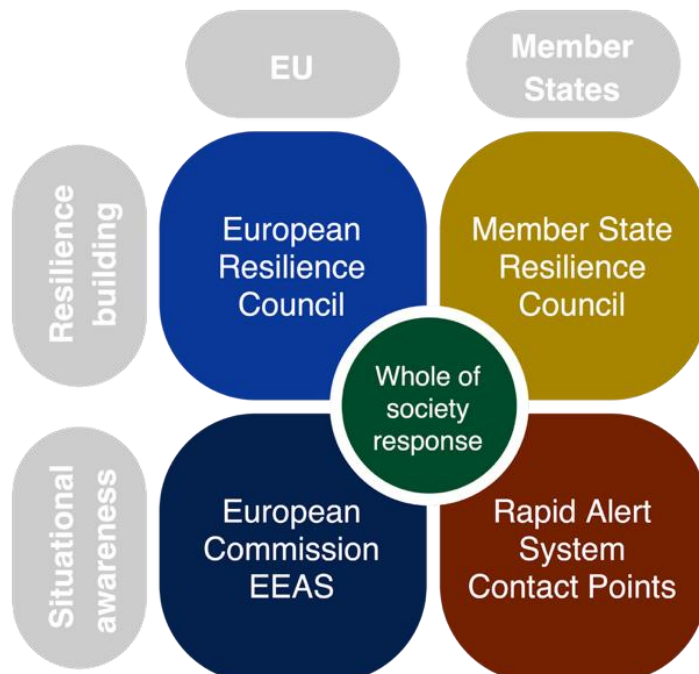 EU
Member
States
Resilience
building
European
Resilience
Council
Member State
Resilience
Council
Whole of
society
response
Situational
awareness
European
Commission
EEAS
Rapid Alert
System
Contact Points